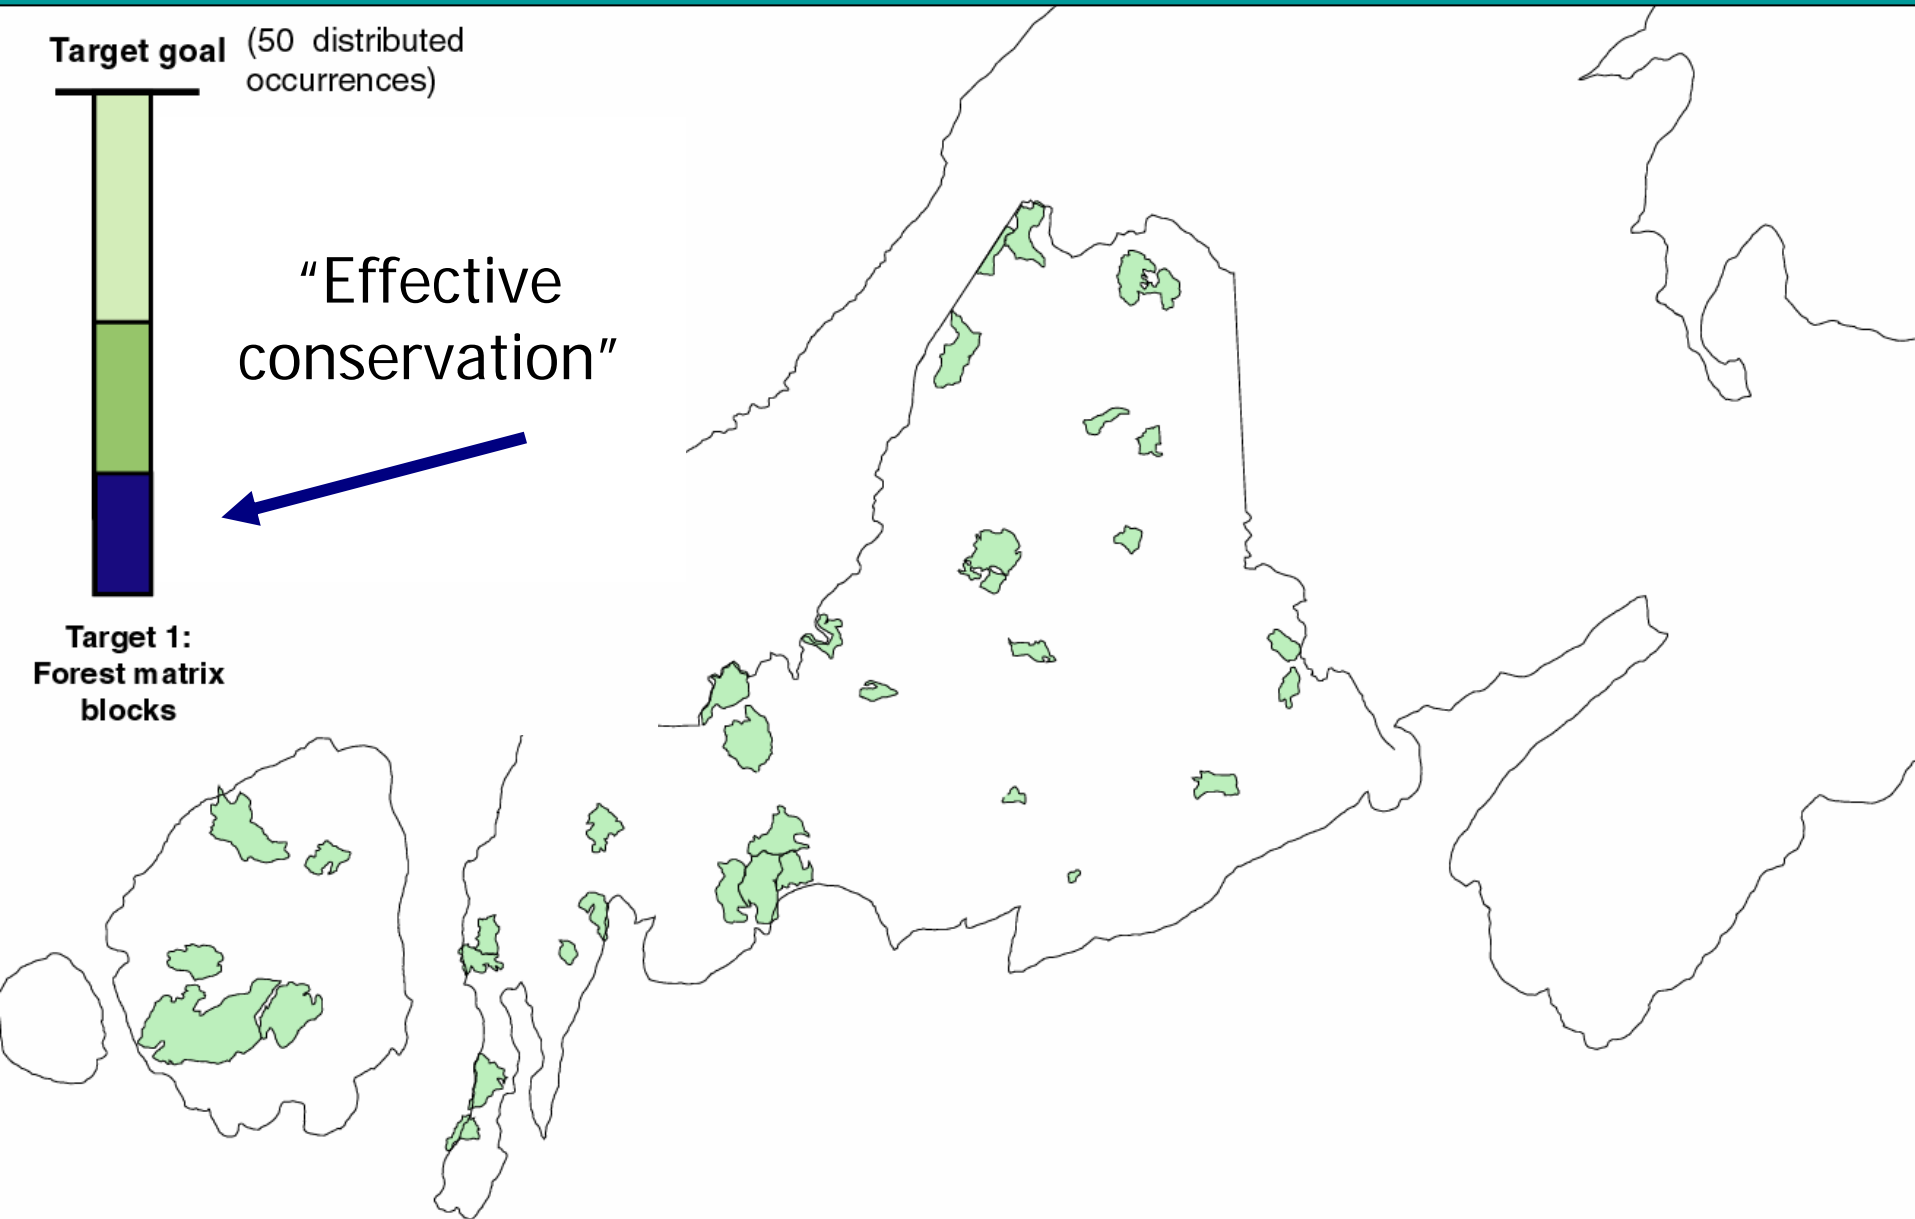 Target goal
(50 distributed
occurrences)
“Effective
conservation”
Target 1:
Forest matrix
blocks